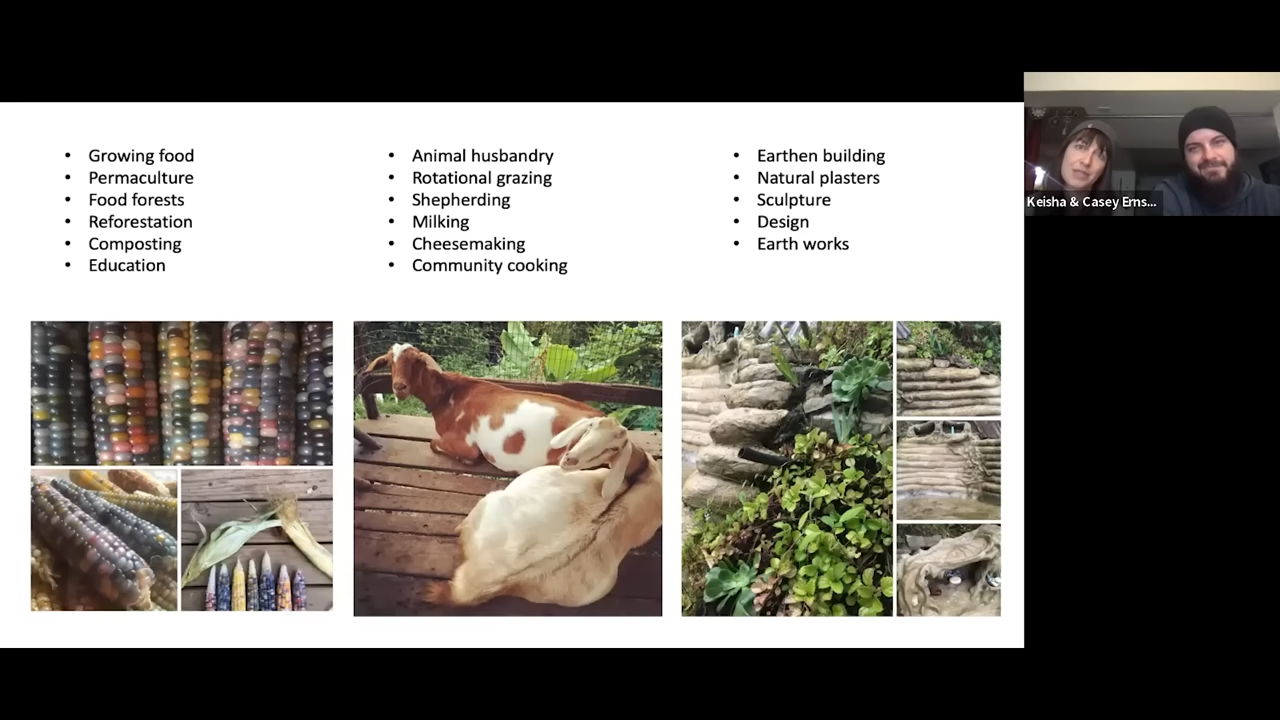 • Growing food
• Permaculture
• Food forests
• Reforestation
• Composting
• Education
• Animal husbandry
• Rotational grazing
• Shepherding
• Milking
• Cheesemaking
• Community cooking
• Earthen building
• Natural plasters
• Sculpture
• Design
• Earth works
Keisha & Casey Erns...